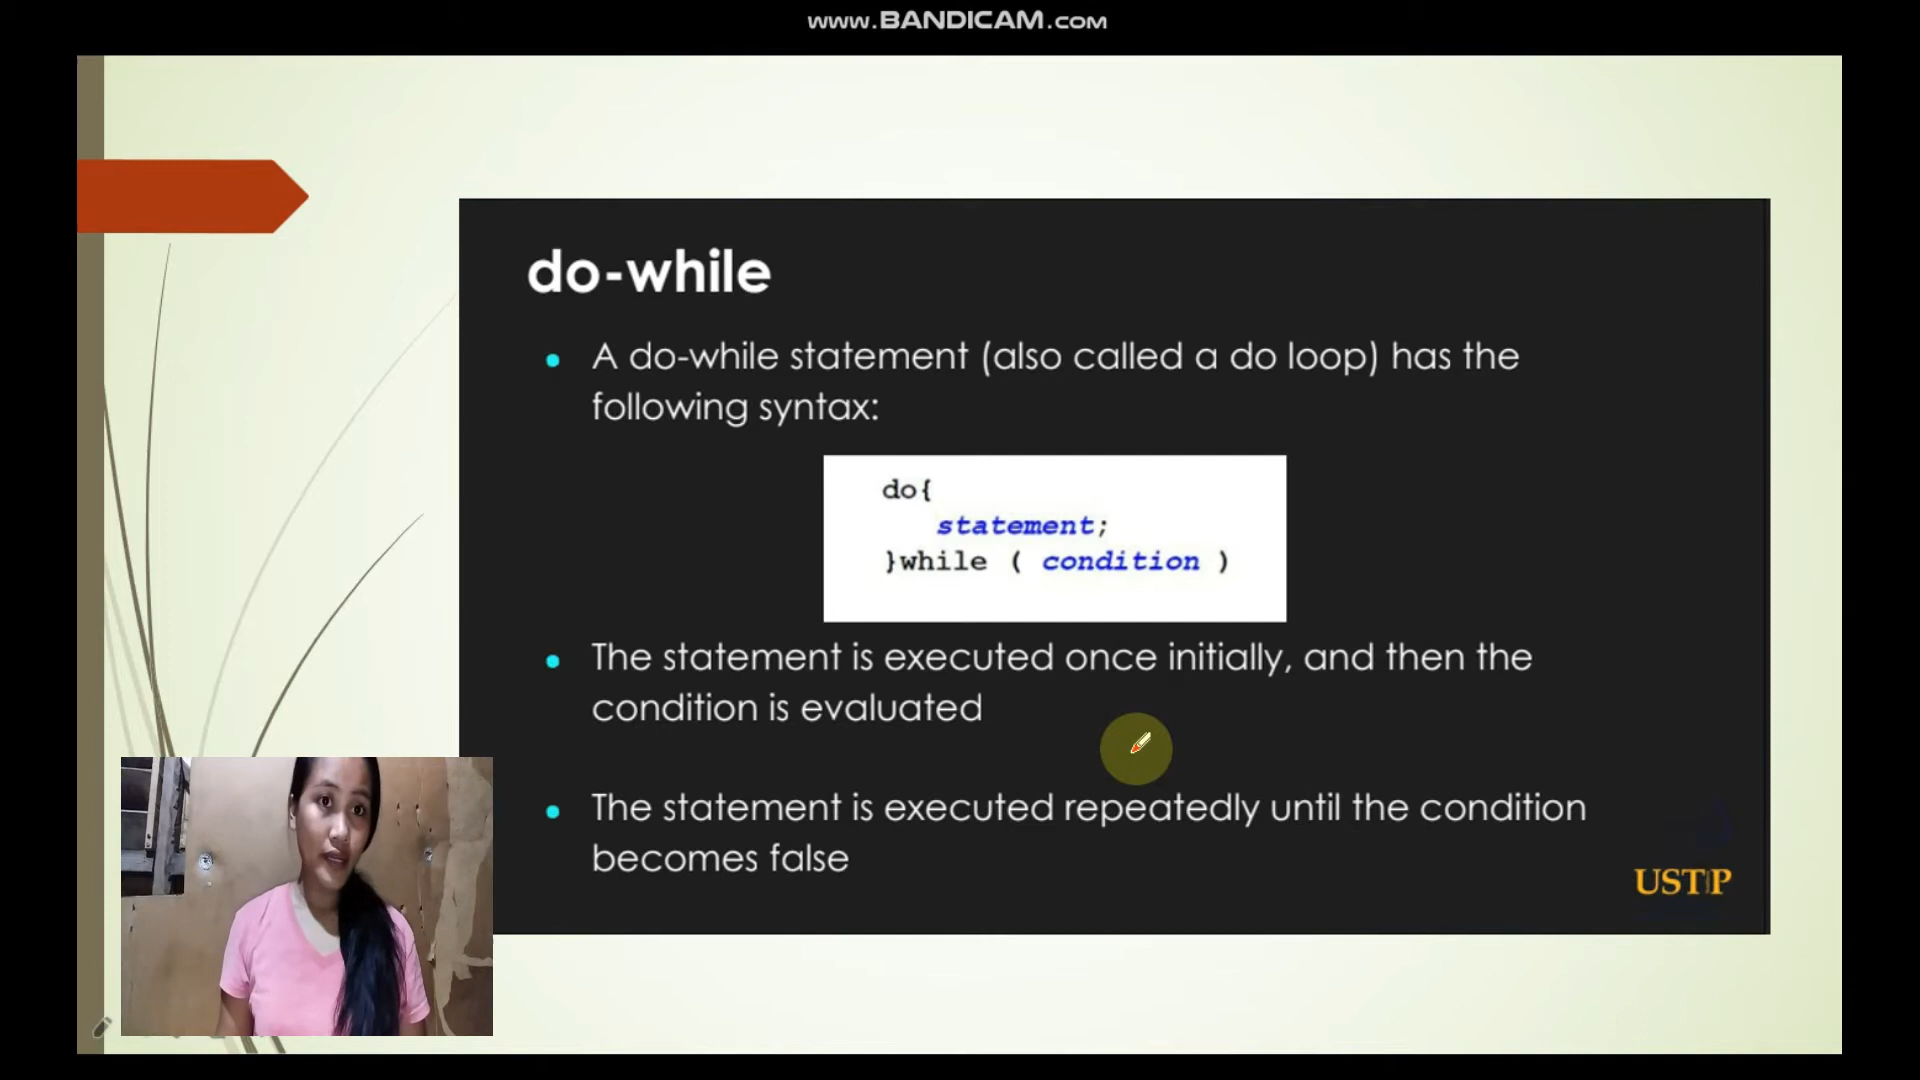 www.BANDICAM.com
do-while
A do-while statement (also called a do loop) has the
following syntax:
do{
statement;
}while ( condition )
The statement is executed once initially, and then the
condition is evaluated
The statement is executed repeatedly until the condition
becomes false
USTP